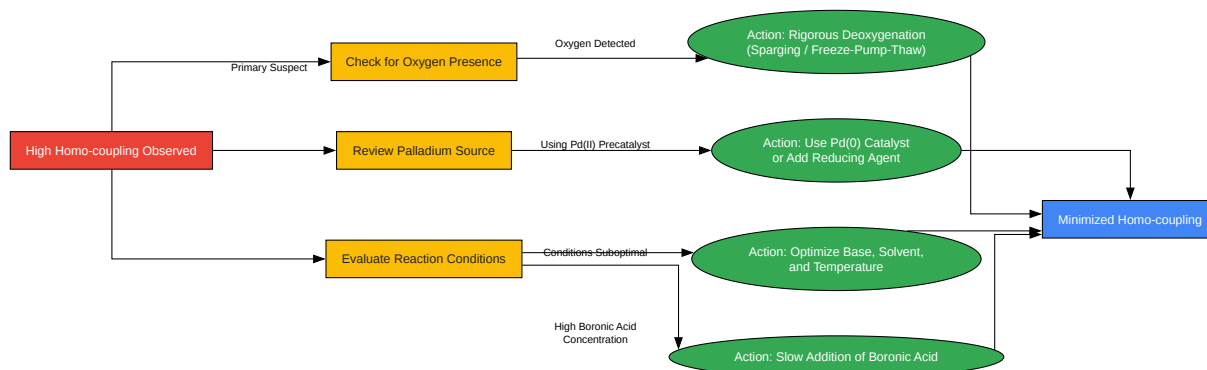 Primary Suspect
Check for Oxygen Presence
Oxygen Detected
Action: Rigorous Deoxygenation
(Sparging / Freeze-Pump-Thaw)
High Homo-coupling Observed
Review Palladium Source
Using Pd(II) Precatalyst
Action: Use Pd(0) Catalyst
or Add Reducing Agent
Minimized Homo-coupling
Evaluate Reaction Conditions
Conditions Suboptimal
Action: Optimize Base, Solvent,
and Temperature
High Boronic Acid
Concentration
Action: Slow Addition of Boronic Acid